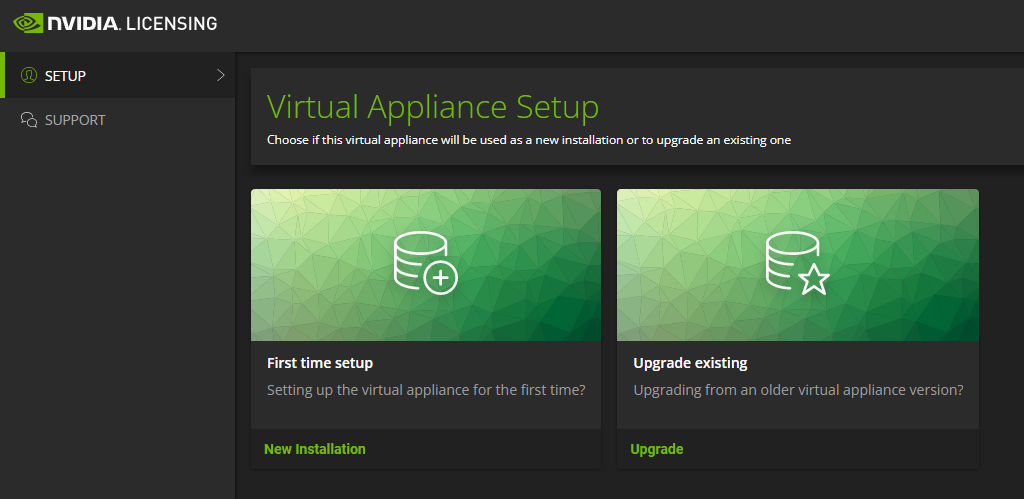 NVIDIA. LICENSING
SETUP
SUPPORT
Virtual Appliance Setup
Choose if this virtual appliance will be used as a new installation or to upgrade an existing one
First time setup
Setting up the virtual appliance for the first time?
New Installation
Upgrade existing
Upgrading from an older virtual appliance version?
Upgrade